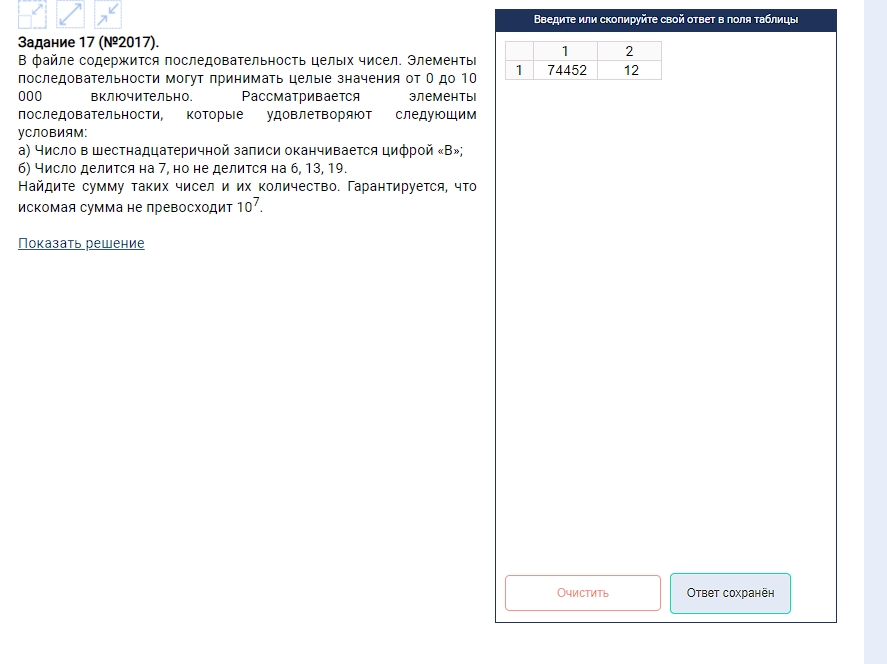 Задание 17 (№2017).
В файле содержится последовательность целых чисел. Элементы
последовательности могут принимать целые значения от 0 до 10
000 включительно. Рассматривается элементы
последовательности, которые удовлетворяют следующим
условиям:
а) Число в шестнадцатеричной записи оканчивается цифрой «B»;
б) Число делится на 7, но не делится на 6, 13, 19.
Найдите сумму таких чисел и их количество. Гарантируется, что
искомая сумма не превосходит 10⁷.
Показать решение
Введите или скопируйте свой ответ в поля таблицы
1 2
1 74452 12
Очистить
Ответ сохранён